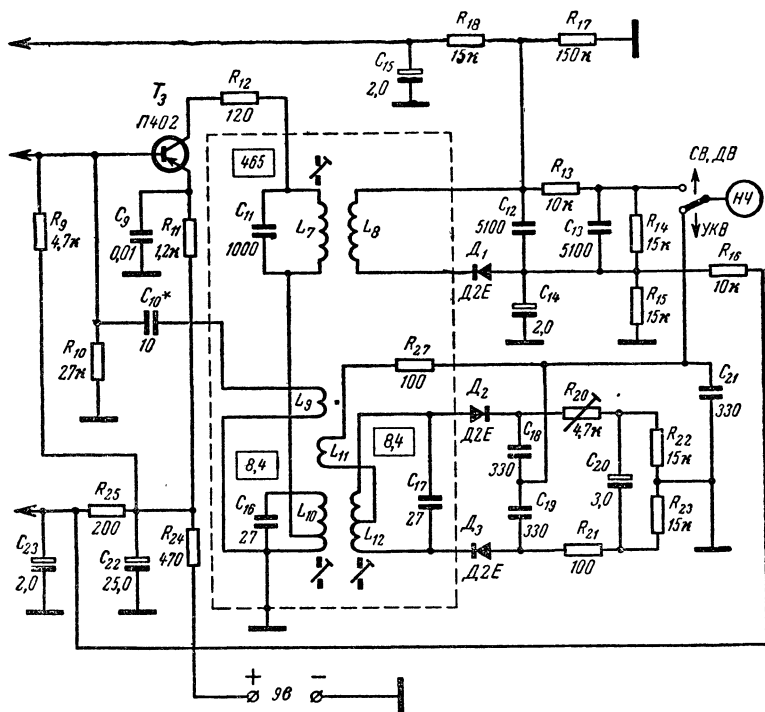 R18
15к
R17
150к
C15
2,0
T3
П402
R12
120
465
СВ, ДВ
R13
10к
НЧ
УКВ
R9
4,7к
C9
0,01
R11
1,2к
C11
1000
L7
L8
C12
5100
C13
5100
R14
15к
R16
10к
Д1
Д2Е
C14
2,0
R15
15к
C10*
10
R10
27к
R27
100
L9
L11
8,4
8,4
Д2
Д2Е
R20
4,7к
C21
330
C18
330
C16
27
L10
L12
C17
27
C19
330
C20
3,0
R22
15к
R23
15к
Д3
Д2Е
R21
100
R25
200
C23
2,0
C22
25,0
R24
470
+ 9в −